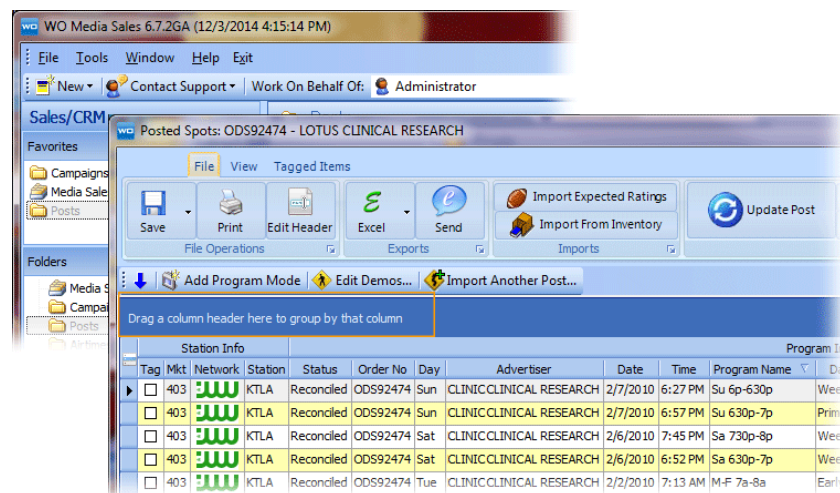 WO WO Media Sales 6.7.2GA (12/3/2014 4:15:14 PM)
File Tools Window Help Exit
New Contact Support Work On Behalf Of: Administrator
Sales/CRM
Favorites
Campaigns
Media Sale
Posts
Folders
Media S
Campai
Posts
Airtime
WO Posted Spots: ODS92474 - LOTUS CLINICAL RESEARCH
File View Tagged Items
Save Print Edit Header Excel Send Import Expected Ratings Import From Inventory Update Post
File Operations Exports Imports
Add Program Mode Edit Demos... Import Another Post...
Drag a column header here to group by that column
Station Info Program I
Tag Mkt Network Station Status Order No Day Advertiser Date Time Program Name D
403 KTLA Reconciled ODS92474 Sun CLINICCLINICAL RESEARCH 2/7/2010 6:27 PM Su 6p-630p Wee
403 KTLA Reconciled ODS92474 Sun CLINICCLINICAL RESEARCH 2/7/2010 6:57 PM Su 630p-7p Prim
403 KTLA Reconciled ODS92474 Sat CLINICCLINICAL RESEARCH 2/6/2010 7:45 PM Sa 730p-8p Wee
403 KTLA Reconciled ODS92474 Sat CLINICCLINICAL RESEARCH 2/6/2010 6:52 PM Sa 630p-7p Wee
403 KTLA Reconciled ODS92474 Tue CLINICCLINICAL RESEARCH 2/2/2010 7:13 AM M-F 7a-8a Earl